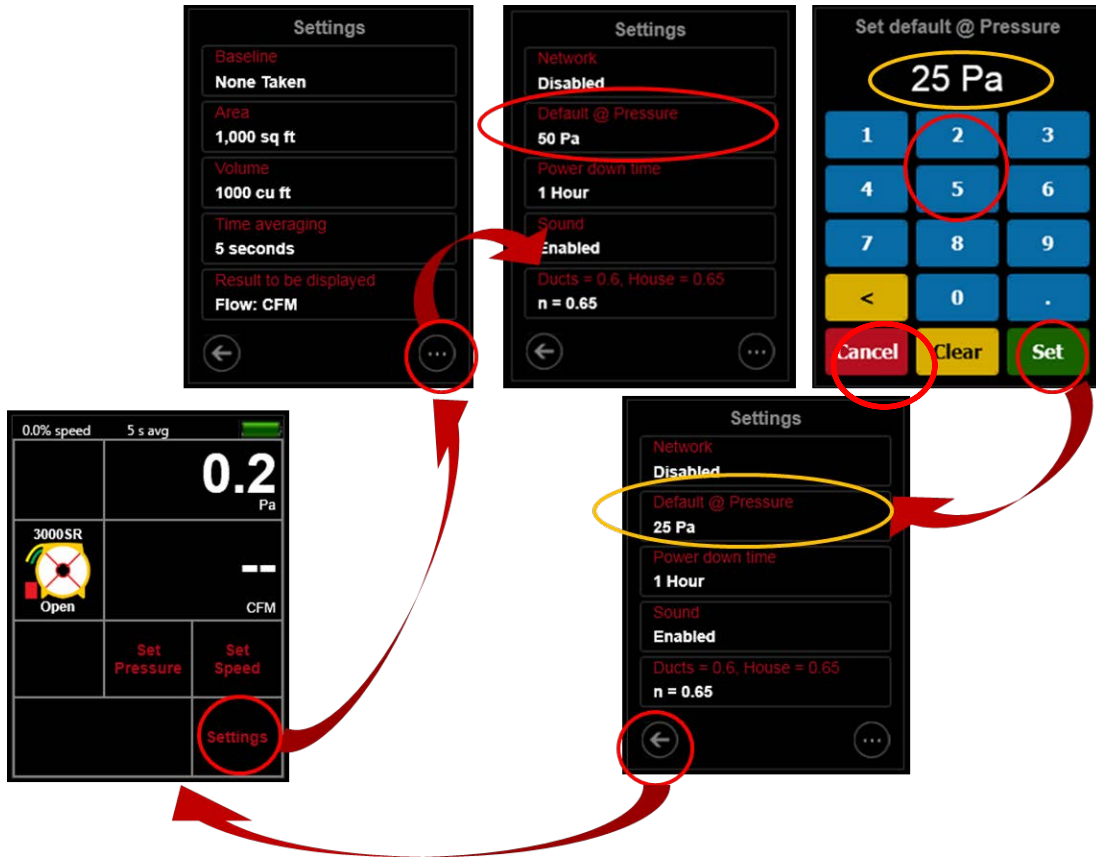 Settings
Baseline
None Taken
Area
1,000 sq ft
Volume
1000 cu ft
Time averaging
5 seconds
Result to be displayed
Flow: CFM
Settings
Network
Disabled
Default @ Pressure
50 Pa
Power down time
1 Hour
Sound
Enabled
Ducts = 0.6, House = 0.65
n = 0.65
Set default @ Pressure
25 Pa
1 2 3
4 5 6
7 8 9
< 0 .
Cancel Clear Set
0.0% speed 5 s avg
0.2
Pa
3000SR
Open
--
CFM
Set Pressure
Set Speed
Settings
Settings
Network
Disabled
Default @ Pressure
25 Pa
Power down time
1 Hour
Sound
Enabled
Ducts = 0.6, House = 0.65
n = 0.65